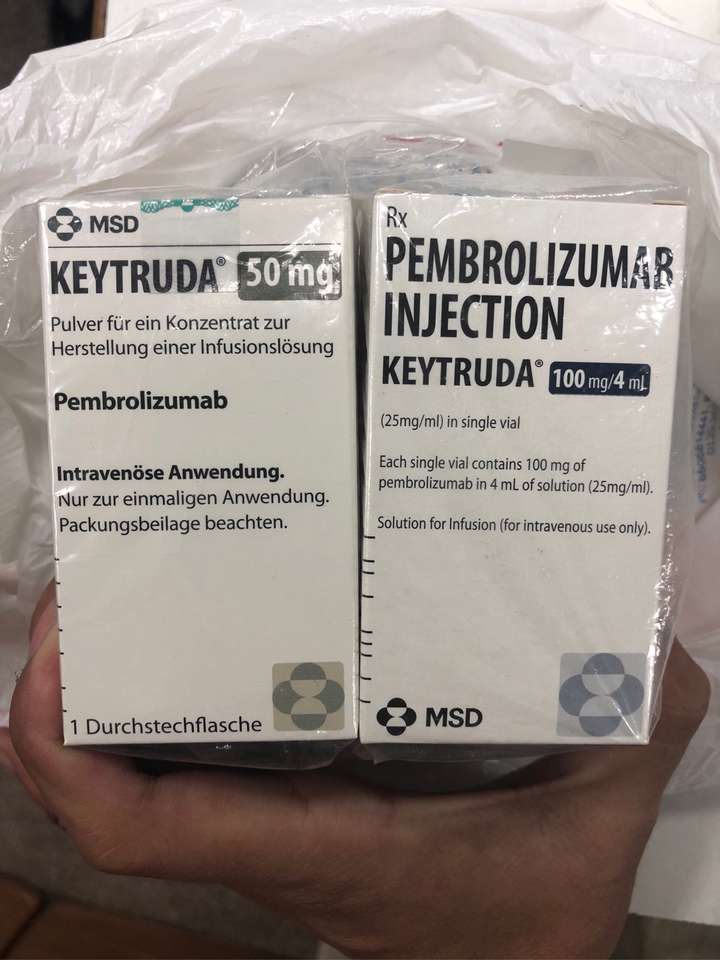 MSD
KEYTRUDA® 50 mg
Pulver für ein Konzentrat zur
Herstellung einer Infusionslösung
Pembrolizumab
Intravenöse Anwendung.
Nur zur einmaligen Anwendung.
Packungsbeilage beachten.
1 Durchstechflasche
Rx
PEMBROLIZUMAB
INJECTION
KEYTRUDA® 100 mg/4 mL
(25mg/ml) in single vial
Each single vial contains 100 mg of
pembrolizumab in 4 mL of solution (25mg/ml).
Solution for Infusion (for intravenous use only).
MSD